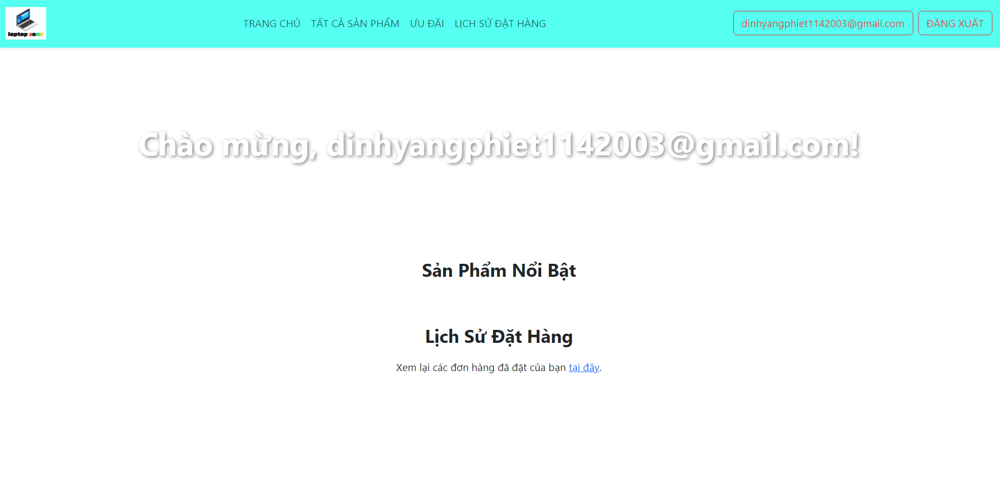 laptop zone
TRANG CHỦ TẤT CẢ SẢN PHẨM ƯU ĐÃI LỊCH SỬ ĐẶT HÀNG dinhyangphiet1142003@gmail.com ĐĂNG XUẤT
Chào mừng, dinhyangphiet1142003@gmail.com!
Sản Phẩm Nổi Bật
Lịch Sử Đặt Hàng
Xem lại các đơn hàng đã đặt của bạn tại đây.